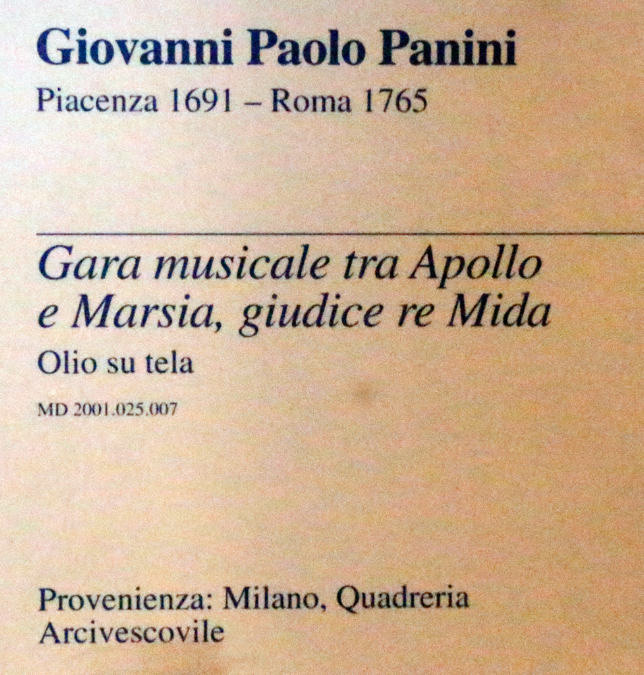 Giovanni Paolo Panini
Piacenza 1691 – Roma 1765
Gara musicale tra Apollo
e Marsia, giudice re Mida
Olio su tela
MD 2001.025.007
Provenienza: Milano, Quadreria
Arcivescovile